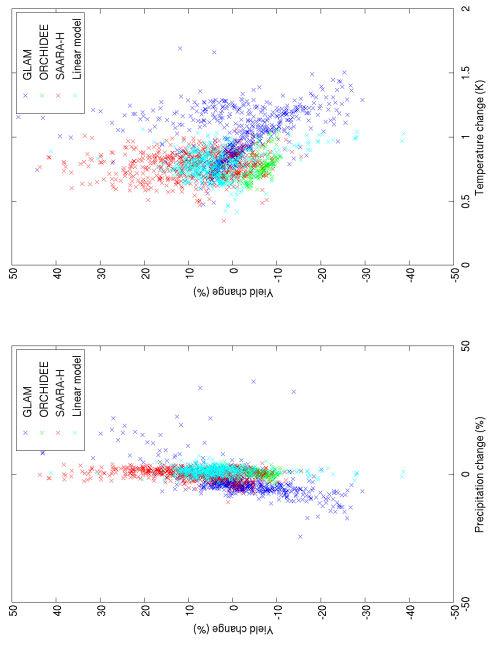 GLAM
ORCHIDEE
SAARA-H
Linear model
2
1.5
1
0.5
0
50
40
30
20
10
0
-10
-20
-30
-40
-50
Yield change (%)
Temperature change (K)
GLAM
ORCHIDEE
SAARA-H
Linear model
50
0
-50
50
40
30
20
10
0
-10
-20
-30
-40
-50
Yield change (%)
Precipitation change (%)